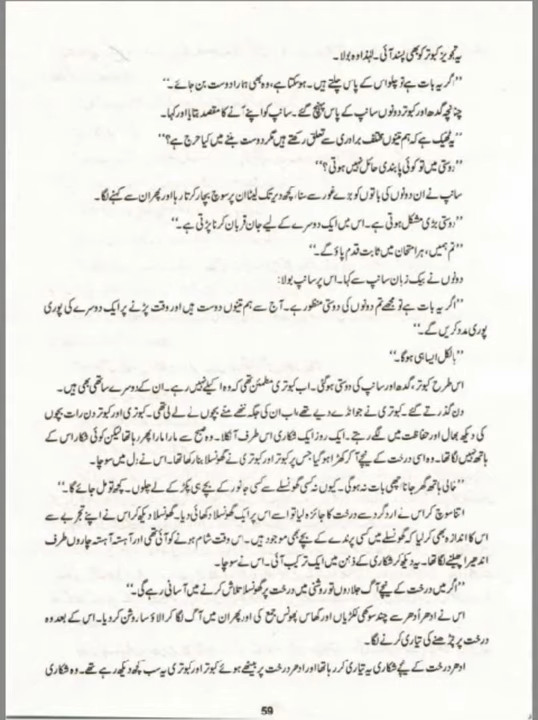 یہ تجویز کبوتر کو بھی پسند آئی۔ لہٰذا وہ بولا۔
’’اگر یہ بات ہے تو چلو اس کے پاس چلتے ہیں۔ ہو سکتا ہے، وہ بھی ہمارا دوست بن جائے۔‘‘
چنانچہ گدھ اور کبوتر دونوں سانپ کے پاس پہنچ گئے۔ سانپ کو اپنے آنے کا مقصد بتایا اور کہا۔
’’یہ ٹھیک ہے کہ ہم تینوں مختلف برادری سے تعلق رکھتے ہیں مگر دوست بننے میں کیا حرج ہے؟‘‘
’’دوستی میں تو کوئی پابندی حائل نہیں ہوتی؟‘‘
سانپ نے ان دونوں کی باتوں کو بڑے غور سے سنا، کچھ دیر تک لیٹا ان پر سوچ بچار کرتا رہا اور پھر ان سے کہنے لگا۔
’’دوستی بڑی مشکل ہوتی ہے۔ اس میں ایک دوسرے کے لیے جان قربان کرنا پڑتی ہے۔‘‘
’’تم ہمیں، ہر امتحان میں ثابت قدم پاؤ گے۔‘‘
دونوں نے بیک زبان سانپ سے کہا۔ اس پر سانپ بولا:
’’اگر یہ بات ہے تو مجھے تم دونوں کی دوستی منظور ہے۔ آج سے ہم تینوں دوست ہیں اور وقت پڑنے پر ایک دوسرے کی پوری
پوری مدد کریں گے۔‘‘
’’بالکل ایسا ہی ہوگا۔‘‘
اس طرح کبوتر، گدھ اور سانپ کی دوستی ہو گئی۔ اب کبوتری مطمئن تھی کہ وہ اکیلے نہیں رہے۔ ان کے دوسرے ساتھی بھی ہیں۔
دن گذرتے گئے۔ کبوتری نے جو انڈے دیے تھے، اب ان کی جگہ ننھے منے بچوں نے لے لی تھی۔ کبوتری اور کبوتر دن رات بچوں
کی دیکھ بھال اور حفاظت میں لگے رہتے۔ ایک روز ایک شکاری اس طرف آ نکلا۔ وہ صبح سے مارا مارا پھر رہا تھا لیکن کوئی شکار اس کے
ہاتھ نہیں لگا تھا۔ وہ اسی درخت کے نیچے آ کر کھڑا ہو گیا جس پر کبوتر اور کبوتری نے گھونسلا بنا رکھا تھا۔ اس نے دل میں سوچا۔
’’خالی ہاتھ گھر جانا اچھی بات نہ ہوگی۔ کیوں نہ کسی گھونسلے سے کسی جانور کے بچے ہی پکڑ کے لے چلوں۔ کچھ تو مل جائے گا۔‘‘
اتنا سوچ کر اس نے ارد گرد سے درخت کا جائزہ لیا تو اسے اس پر ایک گھونسلا دکھائی دیا۔ گھونسلا دیکھ کر اس نے اپنے تجربے سے
اس کا اندازہ بھی کر لیا کہ گھونسلے میں کسی پرندے کے بچے بھی موجود ہیں۔ اس وقت شام ہونے کو آئی تھی اور آہستہ آہستہ چاروں طرف
اندھیرا پھیلنے لگا تھا۔ یہ دیکھ کر شکاری کے ذہن میں ایک ترکیب آئی۔ اس نے سوچا۔
’’اگر میں درخت کے نیچے آگ جلا دوں تو روشنی میں درخت پر گھونسلا تلاش کرنے میں آسانی رہے گی۔‘‘
اس نے ادھر اُدھر سے چند سوکھی لکڑیاں اور گھاس پھونس جمع کی اور پھر ان میں آگ لگا کر الاؤ سا روشن کر دیا۔ اس کے بعد وہ
درخت پر چڑھنے کی تیاری کرنے لگا۔
ادھر درخت کے نیچے شکاری یہ تیاری کر رہا تھا اور ادھر درخت پر بیٹھے ہوئے کبوتر اور کبوتری یہ سب کچھ دیکھ رہے تھے۔ وہ شکاری
59